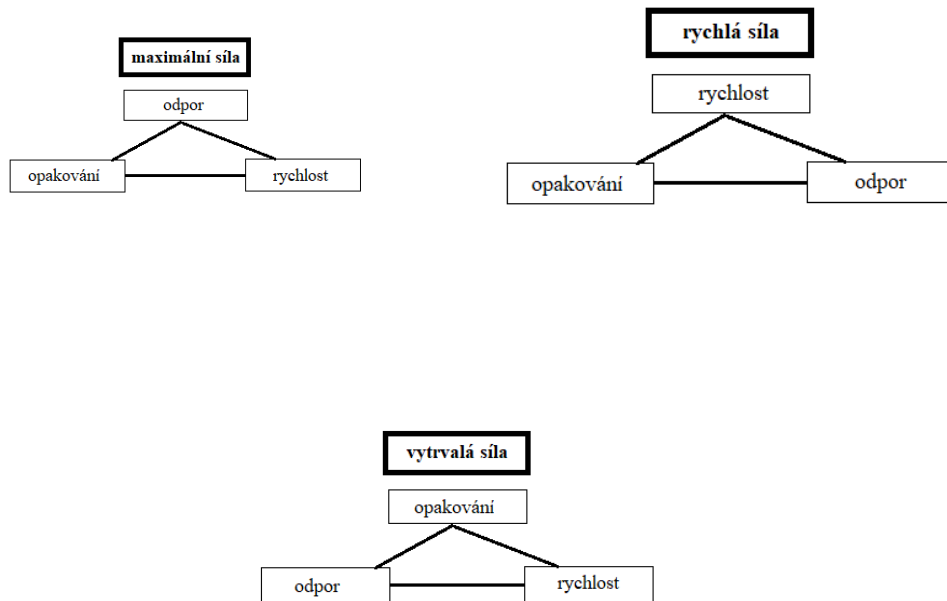 maximální síla
odpor
opakování
rychlost
rychlá síla
rychlost
opakování
odpor
vytrvalá síla
opakování
odpor
rychlost